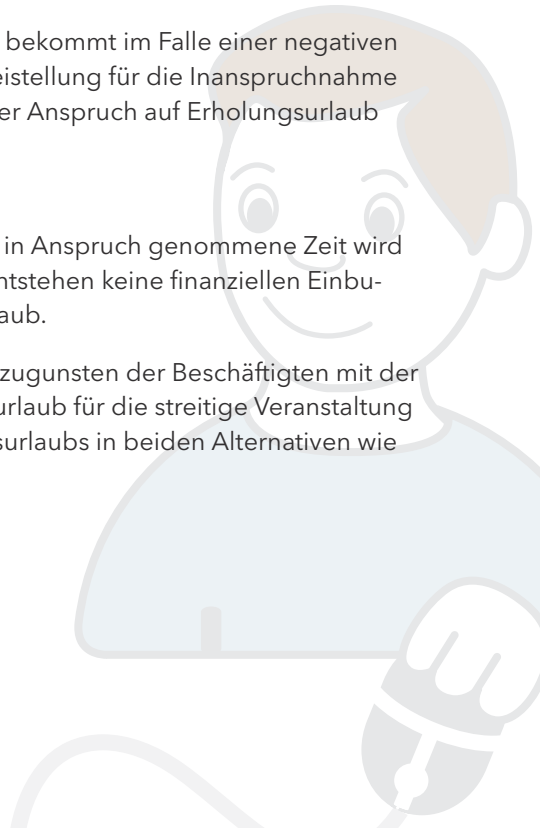 bekommt im Falle einer negativen
eistellung für die Inanspruchnahme
er Anspruch auf Erholungsurlaub
in Anspruch genommene Zeit wird
ntstehen keine finanziellen Einbu-
aub.
zugunsten der Beschäftigten mit der
urlaub für die streitige Veranstaltung
surlaubs in beiden Alternativen wie